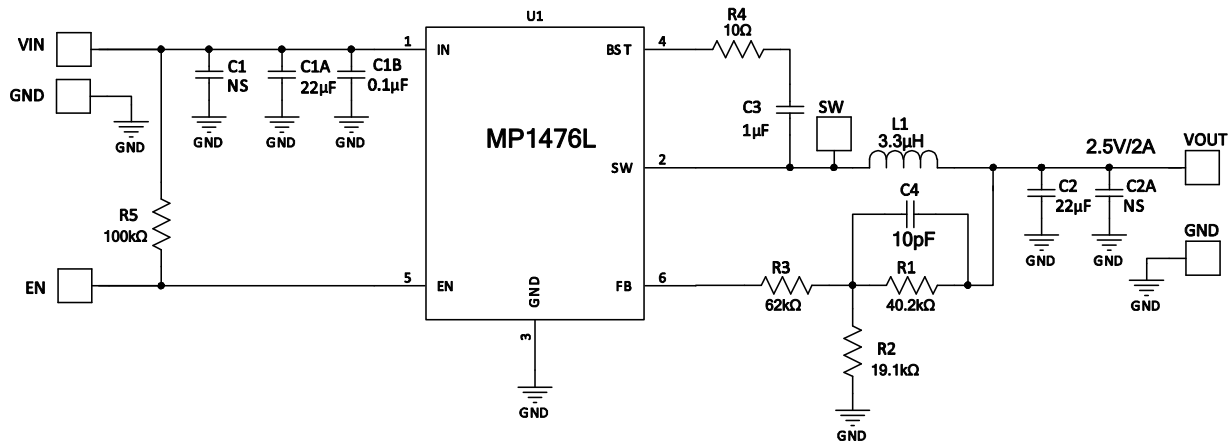 U1
VIN
1
IN
BST
4
R4
10Ω
C1
NS
C1A
22µF
C1B
0.1µF
GND
GND
GND
GND
GND
C3
1µF
SW
MP1476L
L1
3.3µH
SW
2
2.5V/2A
VOUT
R5
100kΩ
C4
10pF
C2
22µF
C2A
NS
GND
GND
GND
GND
EN
5
EN
GND
FB
6
R3
62kΩ
R1
40.2kΩ
3
R2
19.1kΩ
GND
GND